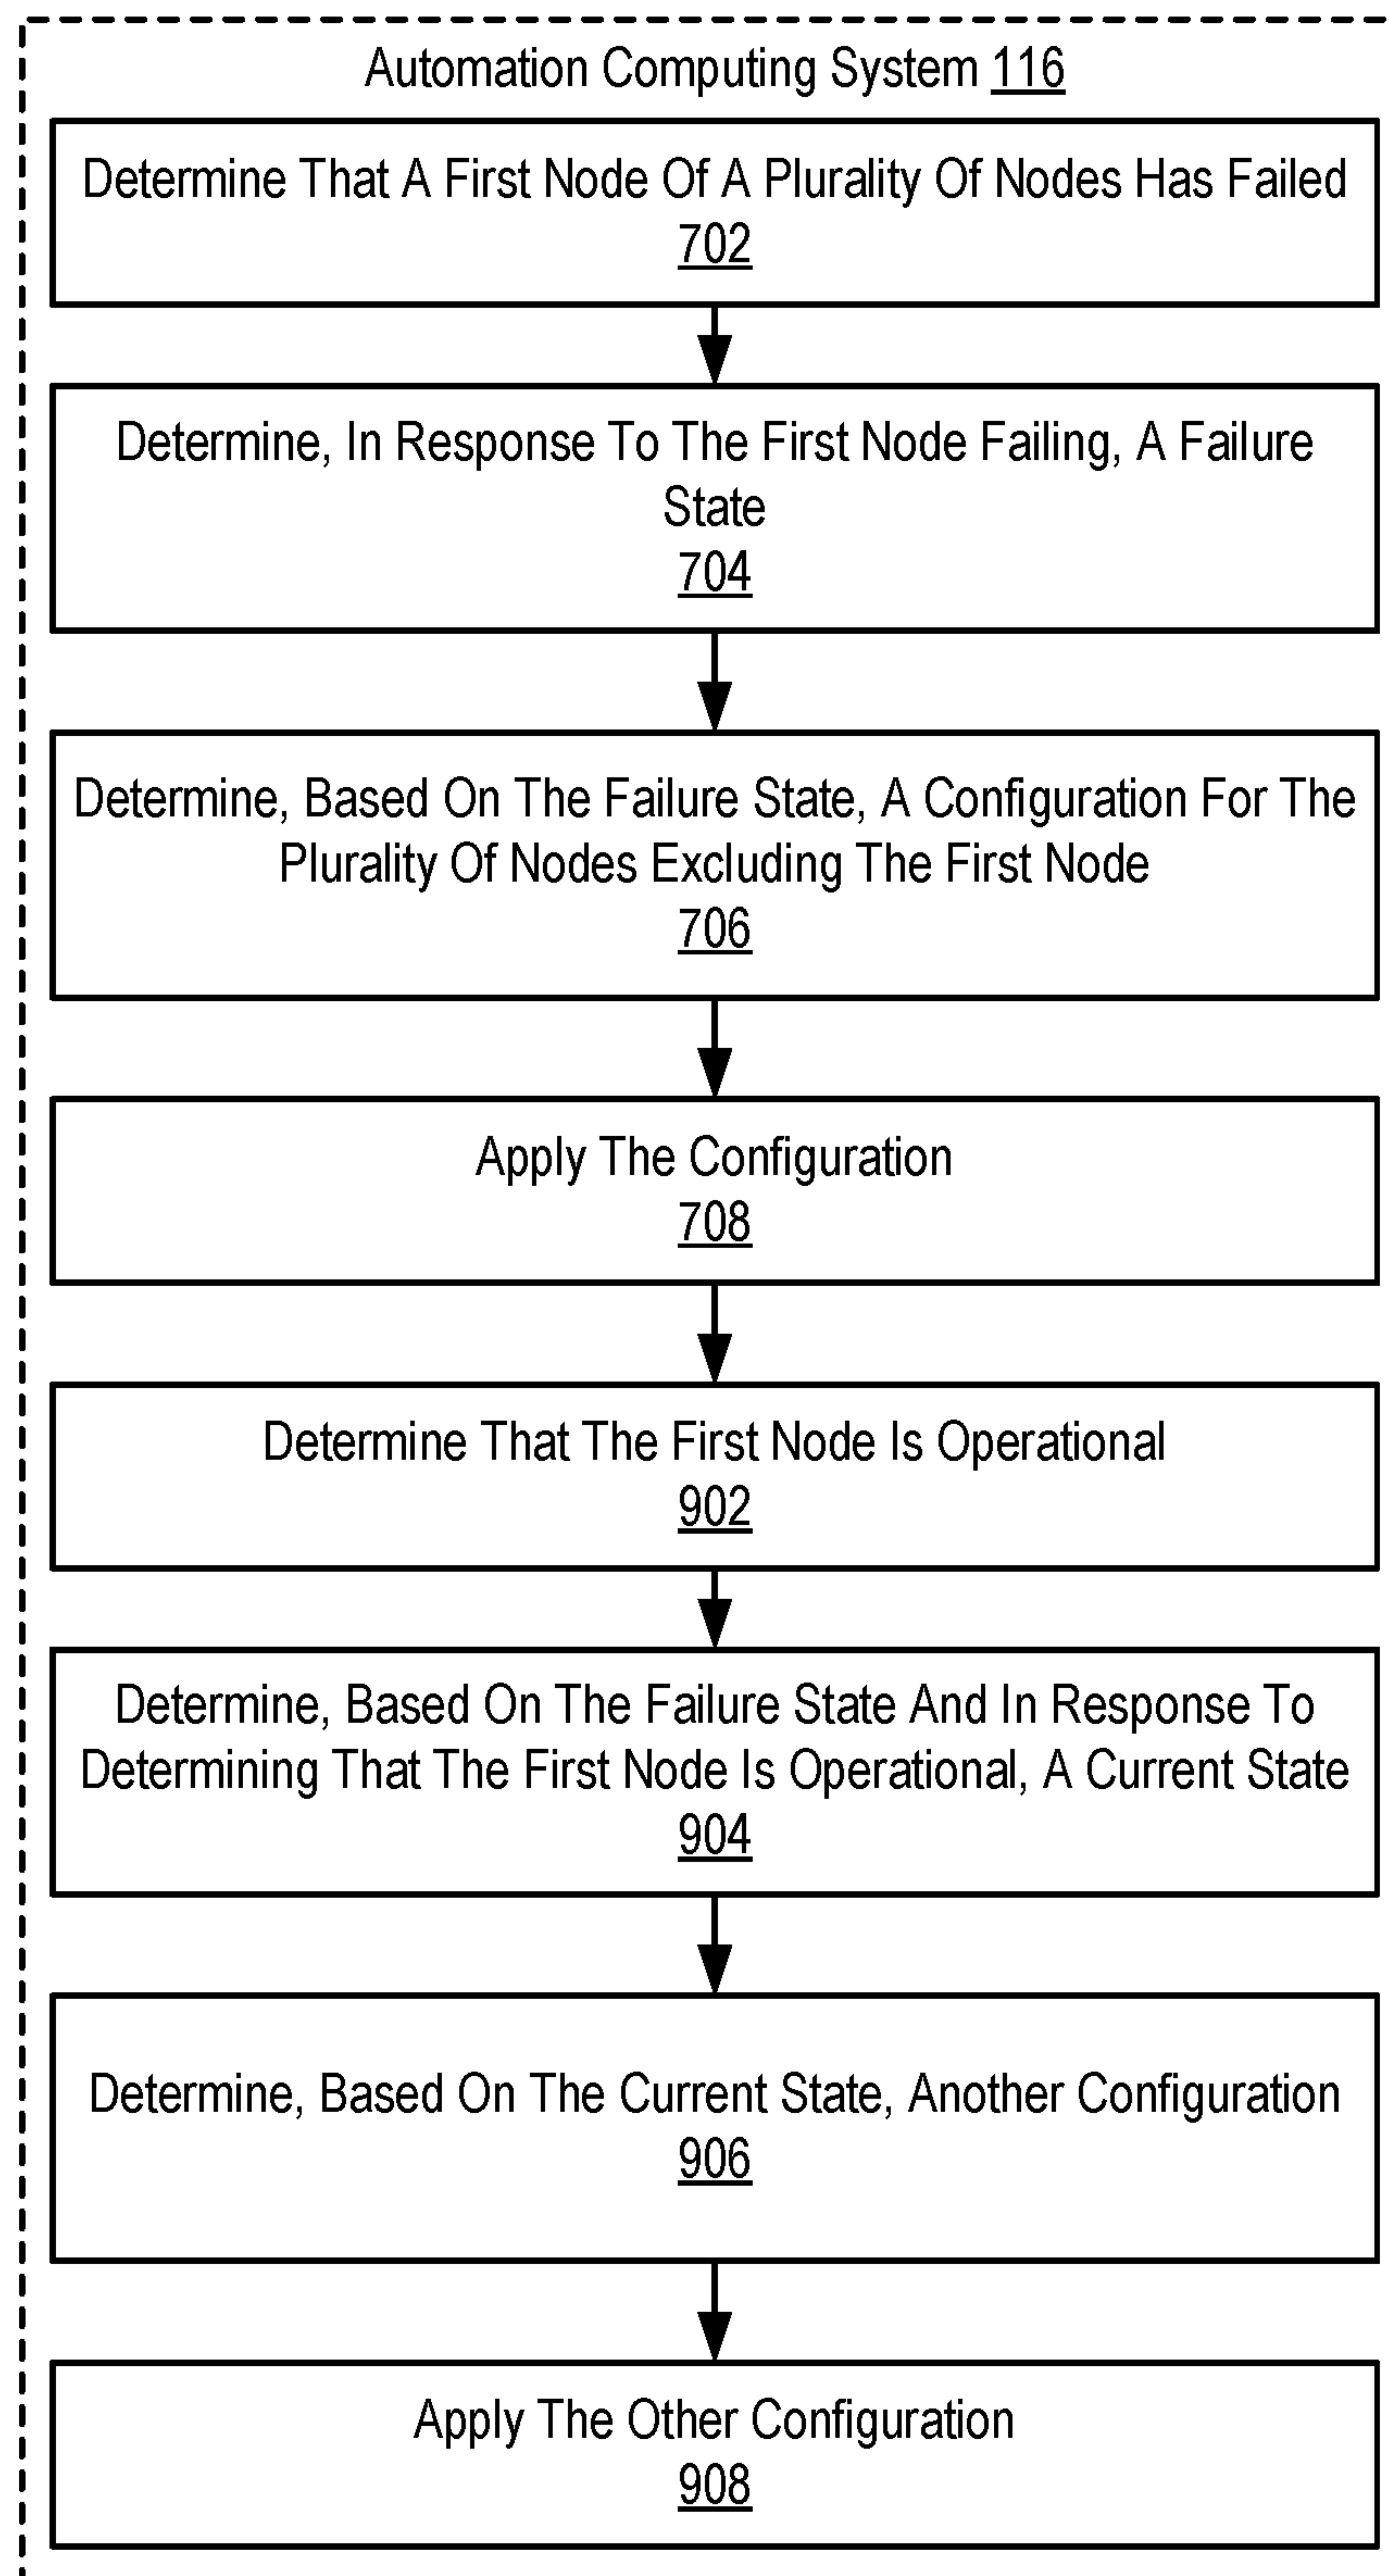 Automation Computing System 116
Determine That A First Node Of A Plurality Of Nodes Has Failed
702
Determine, In Response To The First Node Failing, A Failure
State
704
Determine, Based On The Failure State, A Configuration For The
Plurality Of Nodes Excluding The First Node
706
Apply The Configuration
708
Determine That The First Node Is Operational
902
Determine, Based On The Failure State And In Response To
Determining That The First Node Is Operational, A Current State
904
Determine, Based On The Current State, Another Configuration
906
Apply The Other Configuration
908